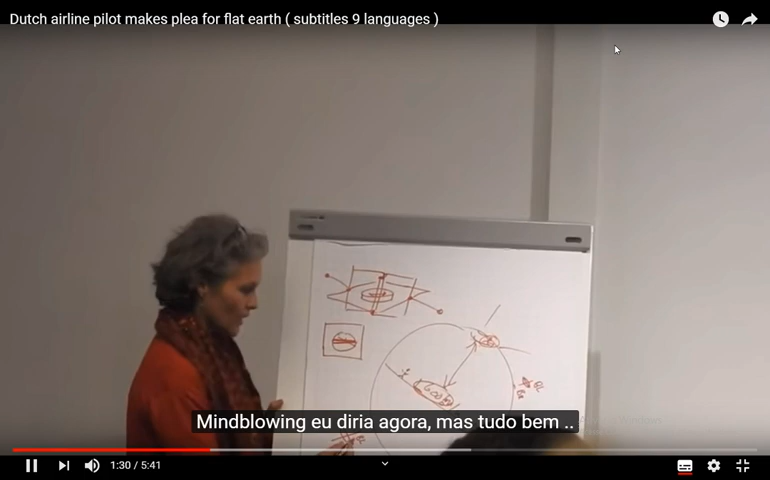 Dutch airline pilot makes plea for flat earth ( subtitles 9 languages )
Mindblowing eu diria agora, mas tudo bem ..
1:30 / 5:41